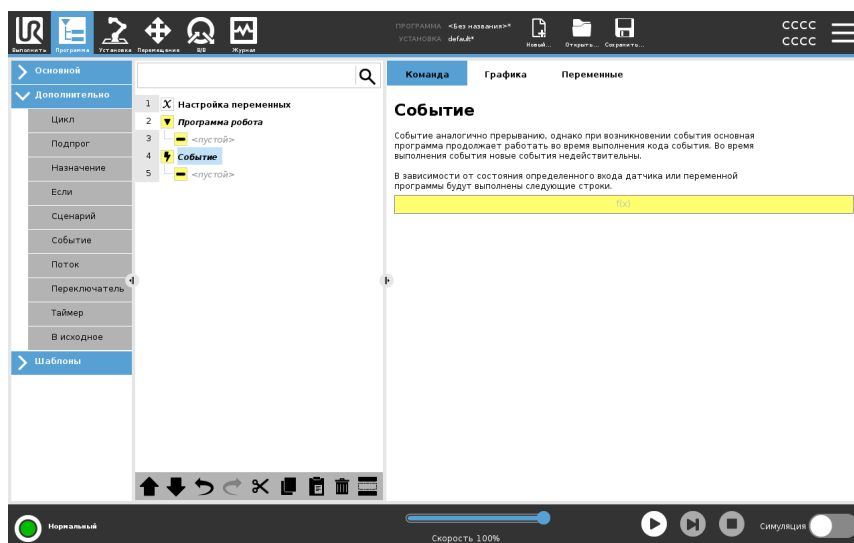 UR
Выполнить
Программа
Установка
Перемещение
В/В
Журнал
ПРОГРАММА <Без названия>*
УСТАНОВКА default*
Новый...
Открыть...
Сохранить...
CCCC
CCCC
Основной
Дополнительно
Цикл
Подпрог
Назначение
Если
Сценарий
Событие
Поток
Переключатель
Таймер
В исходное
Шаблоны
1 X Настройка переменных
2 Программа робота
3 <пустой>
4 Событие
5 <пустой>
Команда
Графика
Переменные
Событие
Событие аналогично прерыванию, однако при возникновении события основная
программа продолжает работать во время выполнения кода события. Во время
выполнения события новые события недействительны.
В зависимости от состояния определенного входа датчика или переменной
программы будут выполнены следующие строки.
f(x)
Нормальный
Скорость 100%
Симуляция